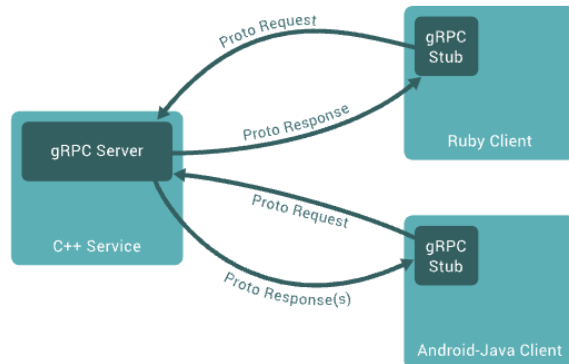 Proto Request
gRPC
Stub
Ruby Client
Proto Response
gRPC Server
C++ Service
Proto Request
gRPC
Stub
Proto Response(s)
Android-Java Client